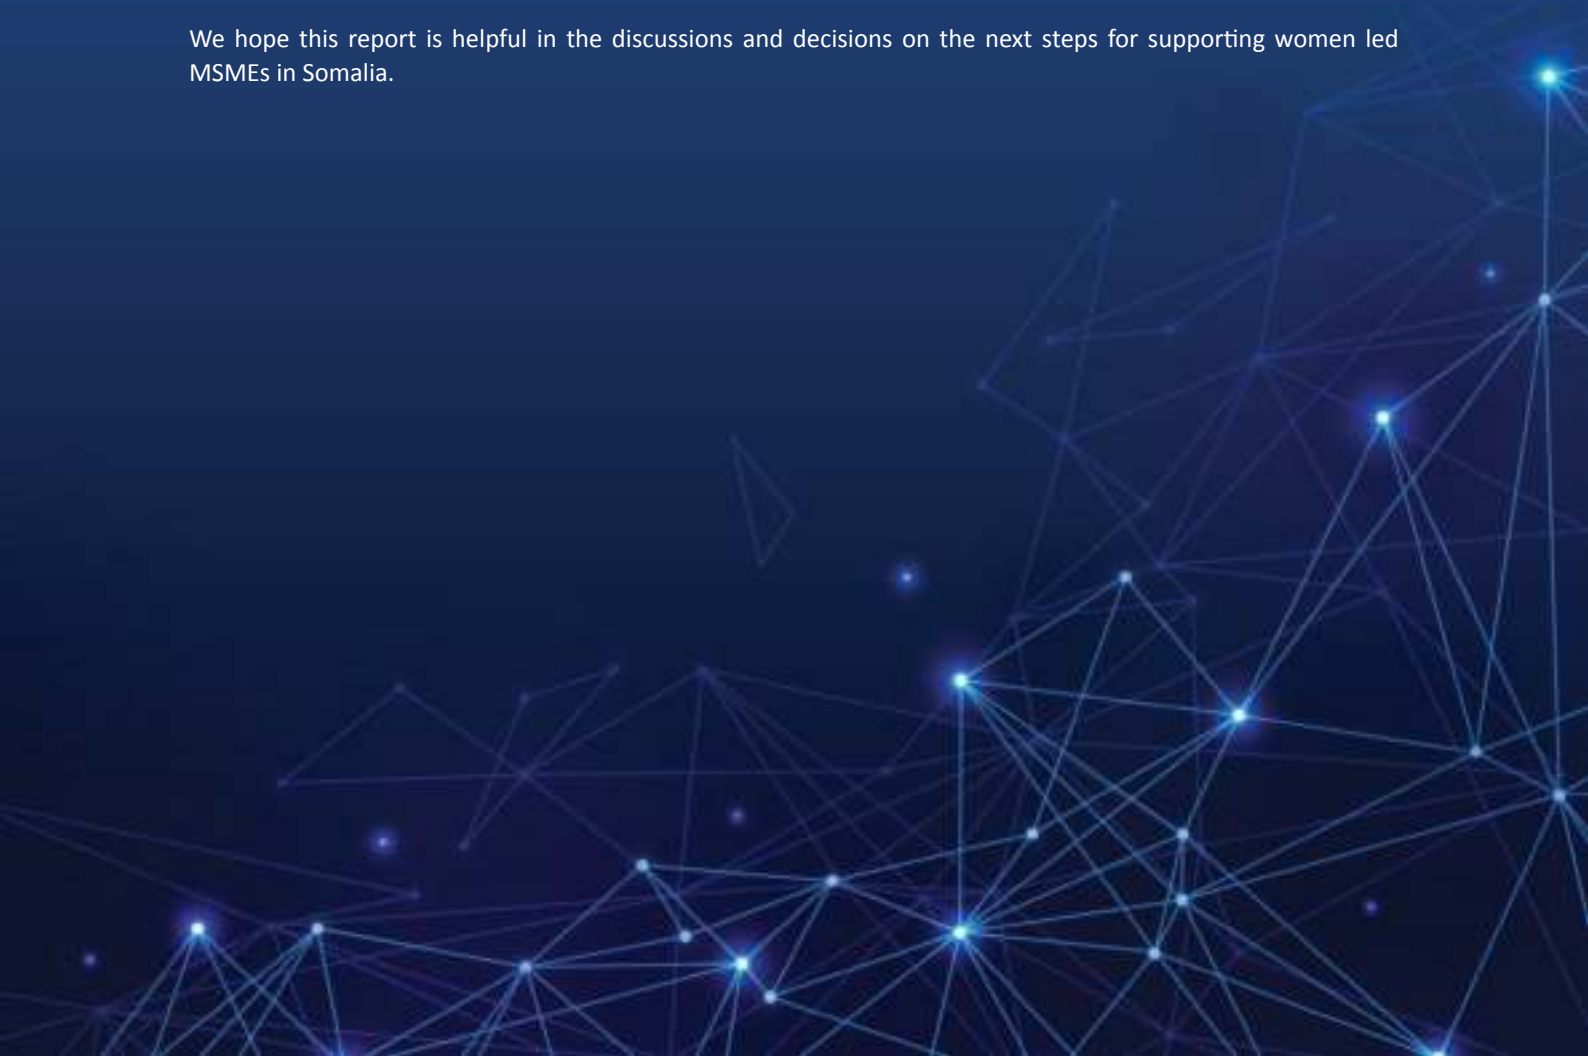 We hope this report is helpful in the discussions and decisions on the next steps for supporting women led
MSMEs in Somalia.